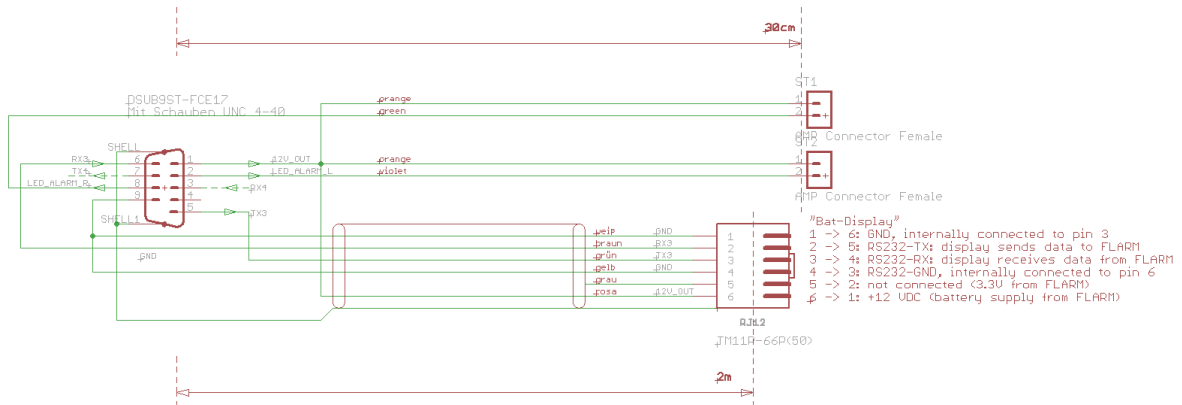 30cm
DSUB9ST-FCE17
Mit Schauben UNC 4-40
orange
green
ST1
1
2
+
AMP Connector Female
ST2
SHELL
RX3
6
1
12V_OUT
orange
1
TX4
7
2
LED_ALARM_L
violet
2
+
LED_ALARM_R
8
+
3
RX4
AMP Connector Female
9
4
5
TX3
SHELL1
GND
weiß
GND
1
braun
RX3
2
grün
TX3
3
gelb
GND
4
grau
5
rosa
12V_OUT
6
"Bat-Display"
1 -> 6: GND, internally connected to pin 3
2 -> 5: RS232-TX: display sends data to FLARM
3 -> 4: RS232-RX: display receives data from FLARM
4 -> 3: RS232-GND, internally connected to pin 6
5 -> 2: not connected (3.3V from FLARM)
6 -> 1: +12 VDC (battery supply from FLARM)
TM11R-66P(50)
2m